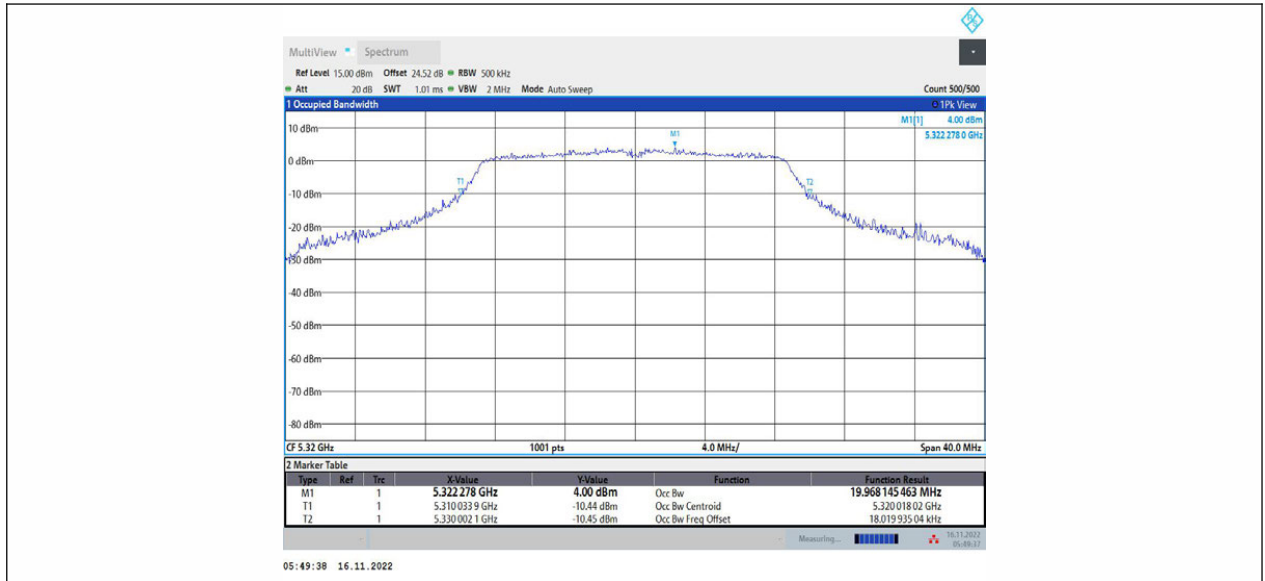 MultiView Spectrum
Ref Level 15.00 dBm Offset 24.52 dB RBW 500 kHz
Att 20 dB SWT 1.01 ms VBW 2 MHz Mode Auto Sweep Count 500/500
1 Occupied Bandwidth 1Pk View
M1[1] 4.00 dBm
5.322 278 0 GHz
10 dBm
M1
0 dBm
T1 T2
-10 dBm
-20 dBm
-30 dBm
-40 dBm
-50 dBm
-60 dBm
-70 dBm
-80 dBm
CF 5.32 GHz 1001 pts 4.0 MHz/ Span 40.0 MHz
2 Marker Table
Type Ref Trc X-Value Y-Value Function Function Result
M1 1 5.322 278 GHz 4.00 dBm Occ Bw 19.968 145 463 MHz
T1 1 5.310 033 9 GHz -10.44 dBm Occ Bw Centroid 5.320 018 02 GHz
T2 1 5.330 002 1 GHz -10.45 dBm Occ Bw Freq Offset 18.019 935 04 kHz
Measuring... 16.11.2022
05:49:37
05:49:38 16.11.2022